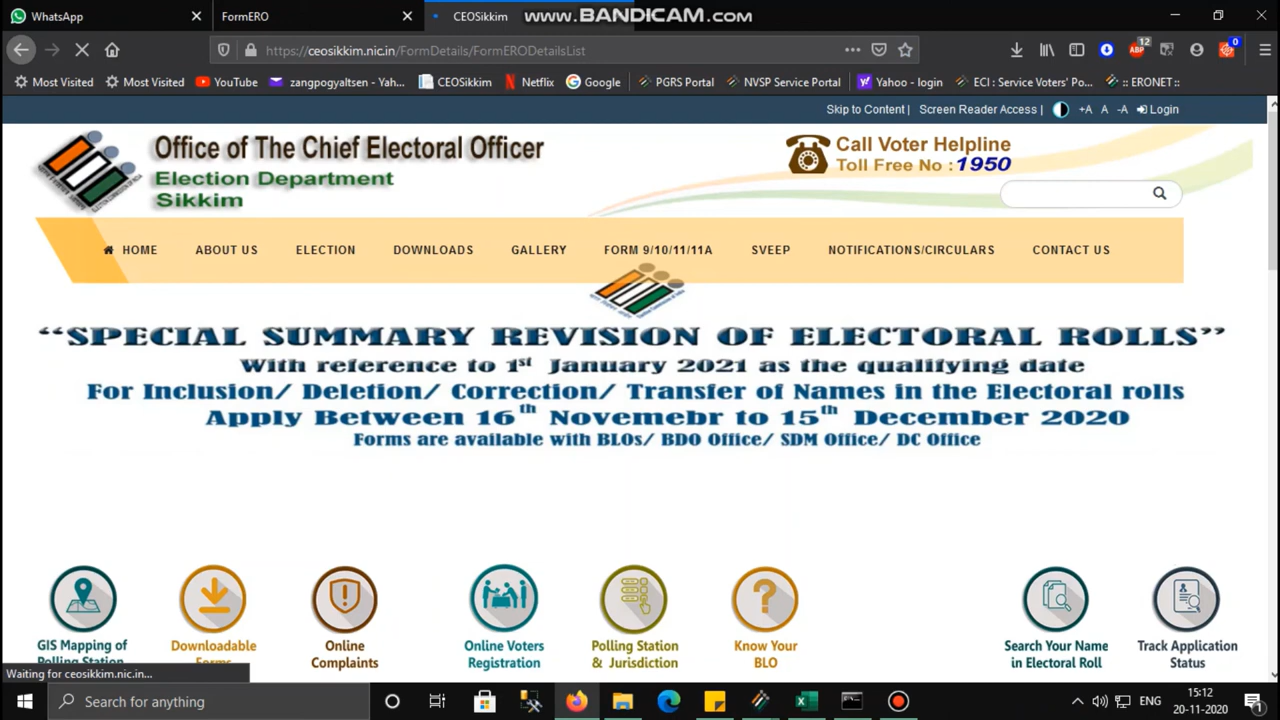 WhatsApp
FormERO
CEOSikkim
www.BANDICAM.com
https://ceosikkim.nic.in/FormDetails/FormERODetailsList
12
ABP
0
Most Visited
Most Visited
YouTube
zangpogyaltsen - Yah...
CEOSikkim
Netflix
Google
PGRS Portal
NVSP Service Portal
Yahoo - login
ECI : Service Voters' Po...
:: ERONET ::
Skip to Content |
Screen Reader Access |
+A
A
-A
Login
Office of The Chief Electoral Officer
Election Department
Sikkim
Call Voter Helpline
Toll Free No : 1950
HOME
ABOUT US
ELECTION
DOWNLOADS
GALLERY
FORM 9/10/11/11A
SVEEP
NOTIFICATIONS/CIRCULARS
CONTACT US
“SPECIAL SUMMARY REVISION OF ELECTORAL ROLLS”
With reference to 1st January 2021 as the qualifying date
For Inclusion/ Deletion/ Correction/ Transfer of Names in the Electoral rolls
Apply Between 16th Novemebr to 15th December 2020
Forms are available with BLOs/ BDO Office/ SDM Office/ DC Office
GIS Mapping of
Polling Station
Downloadable
Forms
Online
Complaints
Online Voters
Registration
Polling Station
& Jurisdiction
Know Your
BLO
Search Your Name
in Electoral Roll
Track Application
Status
Waiting for ceosikkim.nic.in...
Search for anything
ENG
15:12
20-11-2020
1